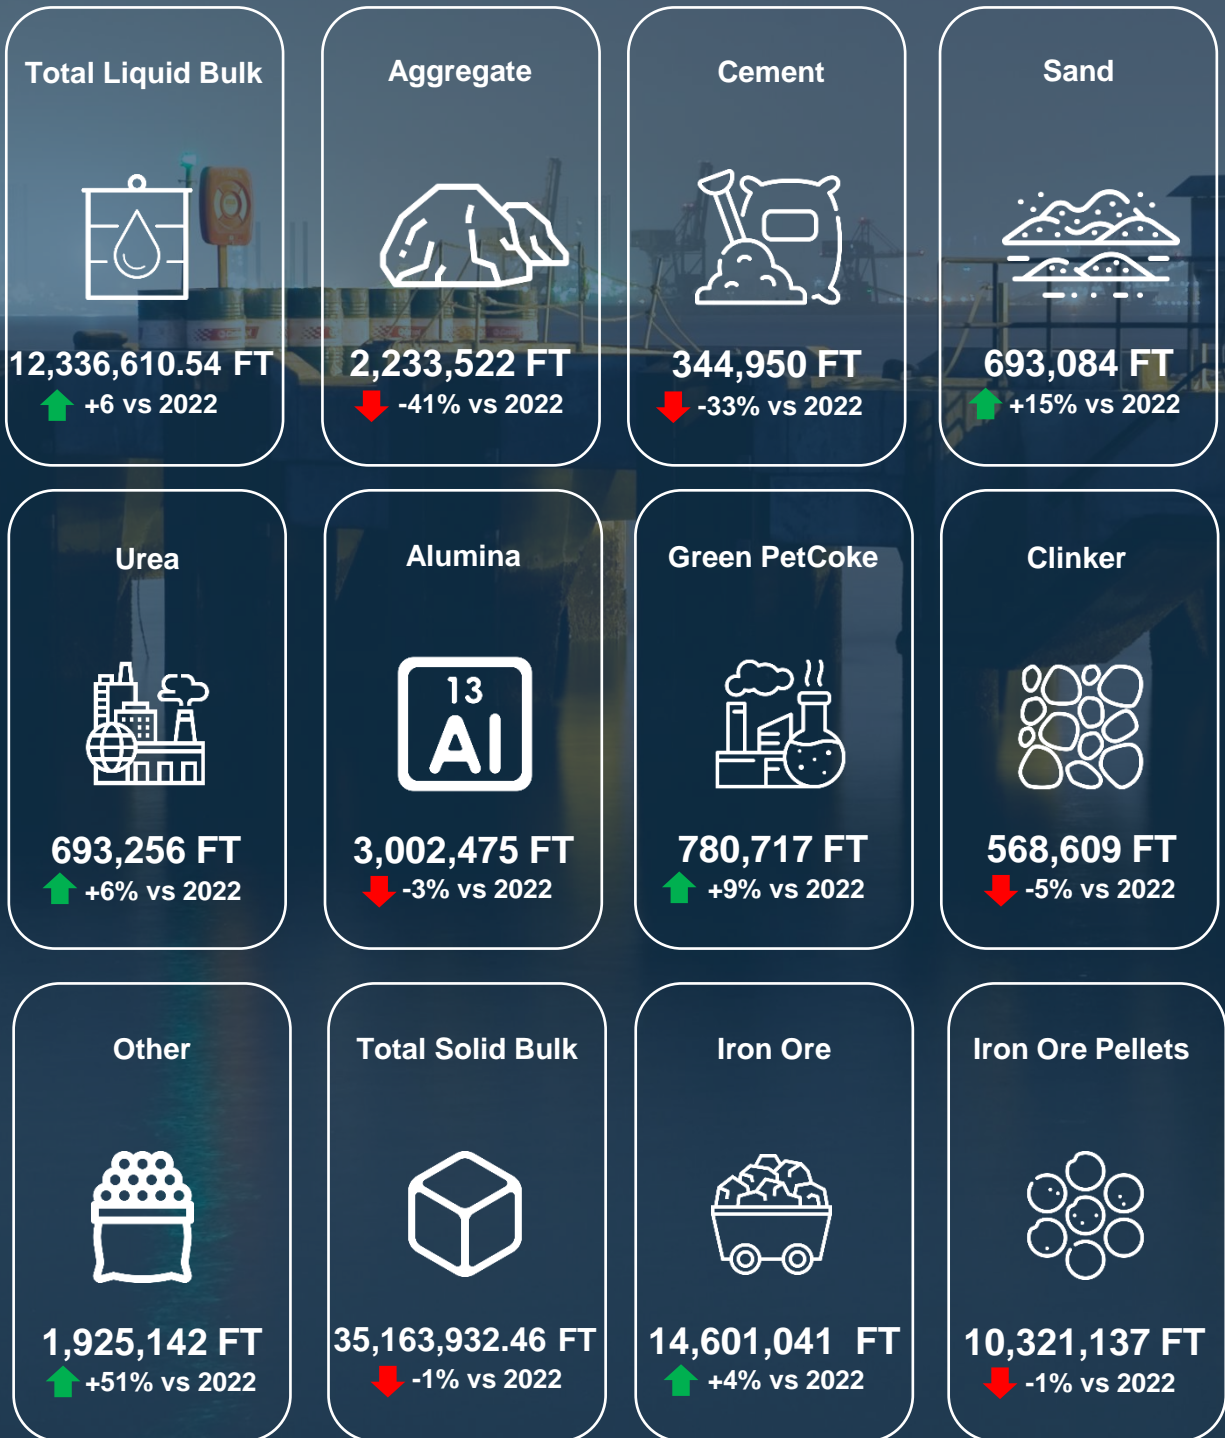 Total Liquid Bulk
12,336,610.54 FT
+6 vs 2022
Aggregate
2,233,522 FT
-41% vs 2022
Cement
344,950 FT
-33% vs 2022
Sand
693,084 FT
+15% vs 2022
Urea
693,256 FT
+6% vs 2022
Alumina
13
Al
3,002,475 FT
-3% vs 2022
Green PetCoke
780,717 FT
+9% vs 2022
Clinker
568,609 FT
-5% vs 2022
Other
1,925,142 FT
+51% vs 2022
Total Solid Bulk
35,163,932.46 FT
-1% vs 2022
Iron Ore
14,601,041 FT
+4% vs 2022
Iron Ore Pellets
10,321,137 FT
-1% vs 2022